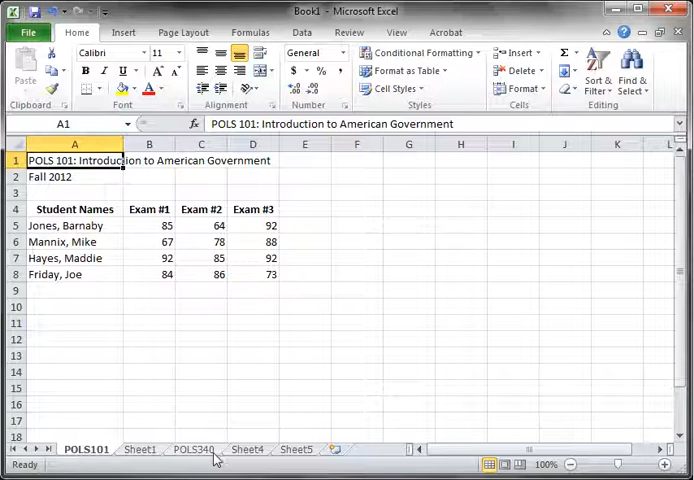 Book1 - Microsoft Excel
File Home Insert Page Layout Formulas Data Review View Acrobat
Calibri 11 General Conditional Formatting Insert Σ
Paste B I U A A $ % , Format as Table Delete Sort & Filter Find & Select
A Cell Styles Format
Clipboard Font Alignment Number Styles Cells Editing
A1 fx POLS 101: Introduction to American Government
A B C D E F G H I J K L
1 POLS 101: Introduction to American Government
2 Fall 2012
3
4 Student Names Exam #1 Exam #2 Exam #3
5 Jones, Barnaby 85 64 92
6 Mannix, Mike 67 78 88
7 Hayes, Maddie 92 85 92
8 Friday, Joe 84 86 73
9
10
11
12
13
14
15
16
17
18
POLS101 Sheet1 POLS340 Sheet4 Sheet5
Ready 100%